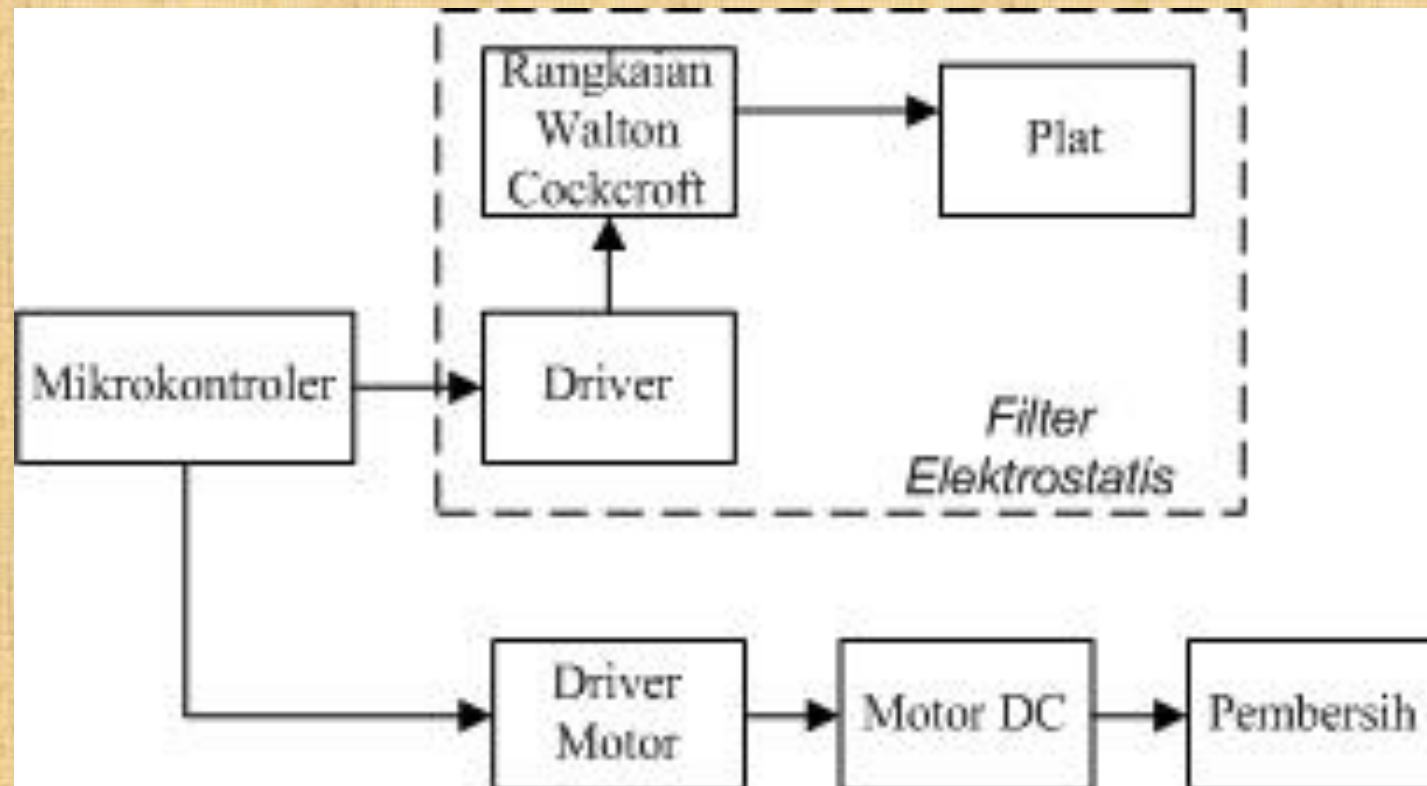 Rangkaian
Walton
Cockcroft
Plat
Mikrokontroler
Driver
Filter
Elektrostatis
Driver
Motor
Motor DC
Pembersih